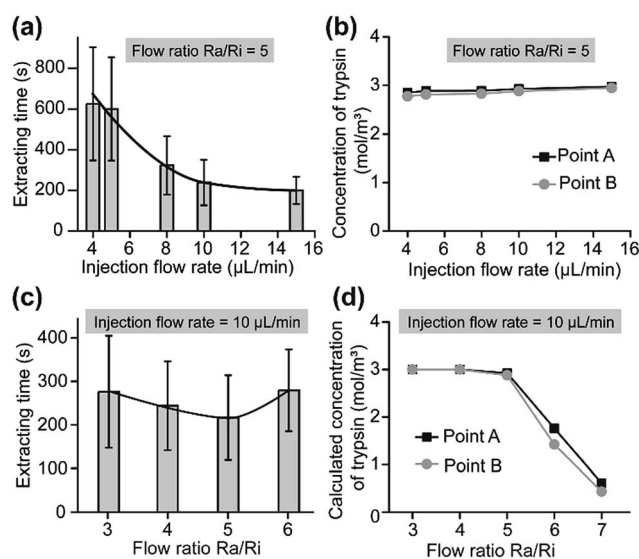 (a)
Flow ratio Ra/Ri = 5
Extracting time (s)
800
600
400
200
0
4 6 8 10 12 14 16
Injection flow rate (µL/min)
(b)
Flow ratio Ra/Ri = 5
Concentration of trypsin
(mol/m³)
4
3
2
1
0
Point A
Point B
4 6 8 10 12 14 16
Injection flow rate (µL/min)
(c)
Injection flow rate = 10 µL/min
Extracting time (s)
400
300
200
100
0
3 4 5 6
Flow ratio Ra/Ri
(d)
Injection flow rate = 10 µL/min
Calculated concentration
of trypsin (mol/m³)
4
3
2
1
0
Point A
Point B
3 4 5 6 7
Flow ratio Ra/Ri